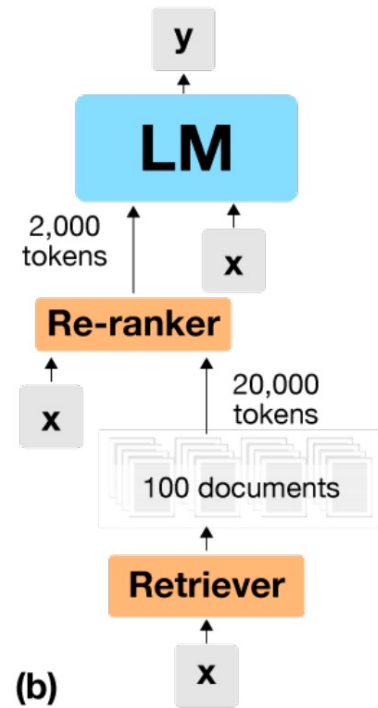 y
LM
2,000
tokens
x
Re-ranker
x
20,000
tokens
100 documents
Retriever
x
(b)